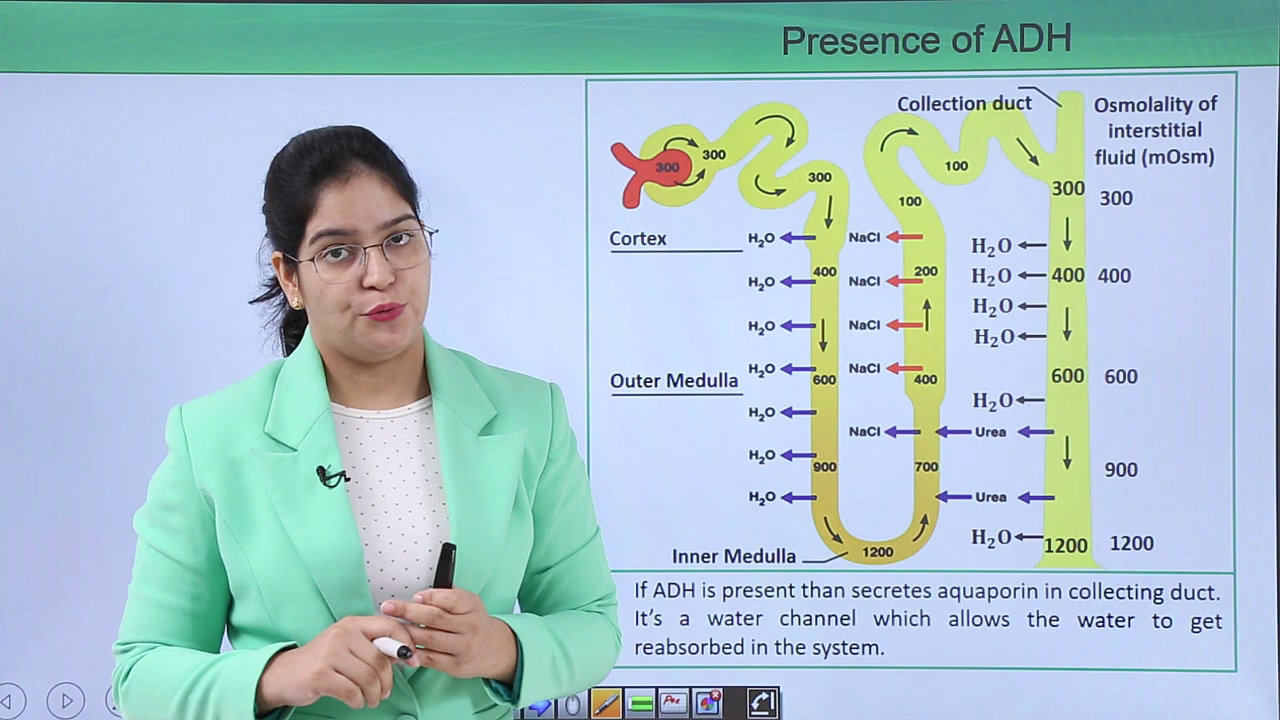 Presence of ADH
Collection duct
Osmolality of
interstitial
fluid (mOsm)
300
300
300
100
100
300
300
Cortex
H₂O
NaCl
H₂O
400
H₂O
NaCl
200
H₂O
400
400
H₂O
H₂O
NaCl
H₂O
Outer Medulla
H₂O
600
NaCl
400
600
600
H₂O
H₂O
NaCl
Urea
H₂O
900
700
900
H₂O
Urea
H₂O
Inner Medulla
1200
1200
1200
If ADH is present than secretes aquaporin in collecting duct.
It’s a water channel which allows the water to get
reabsorbed in the system.
Pen